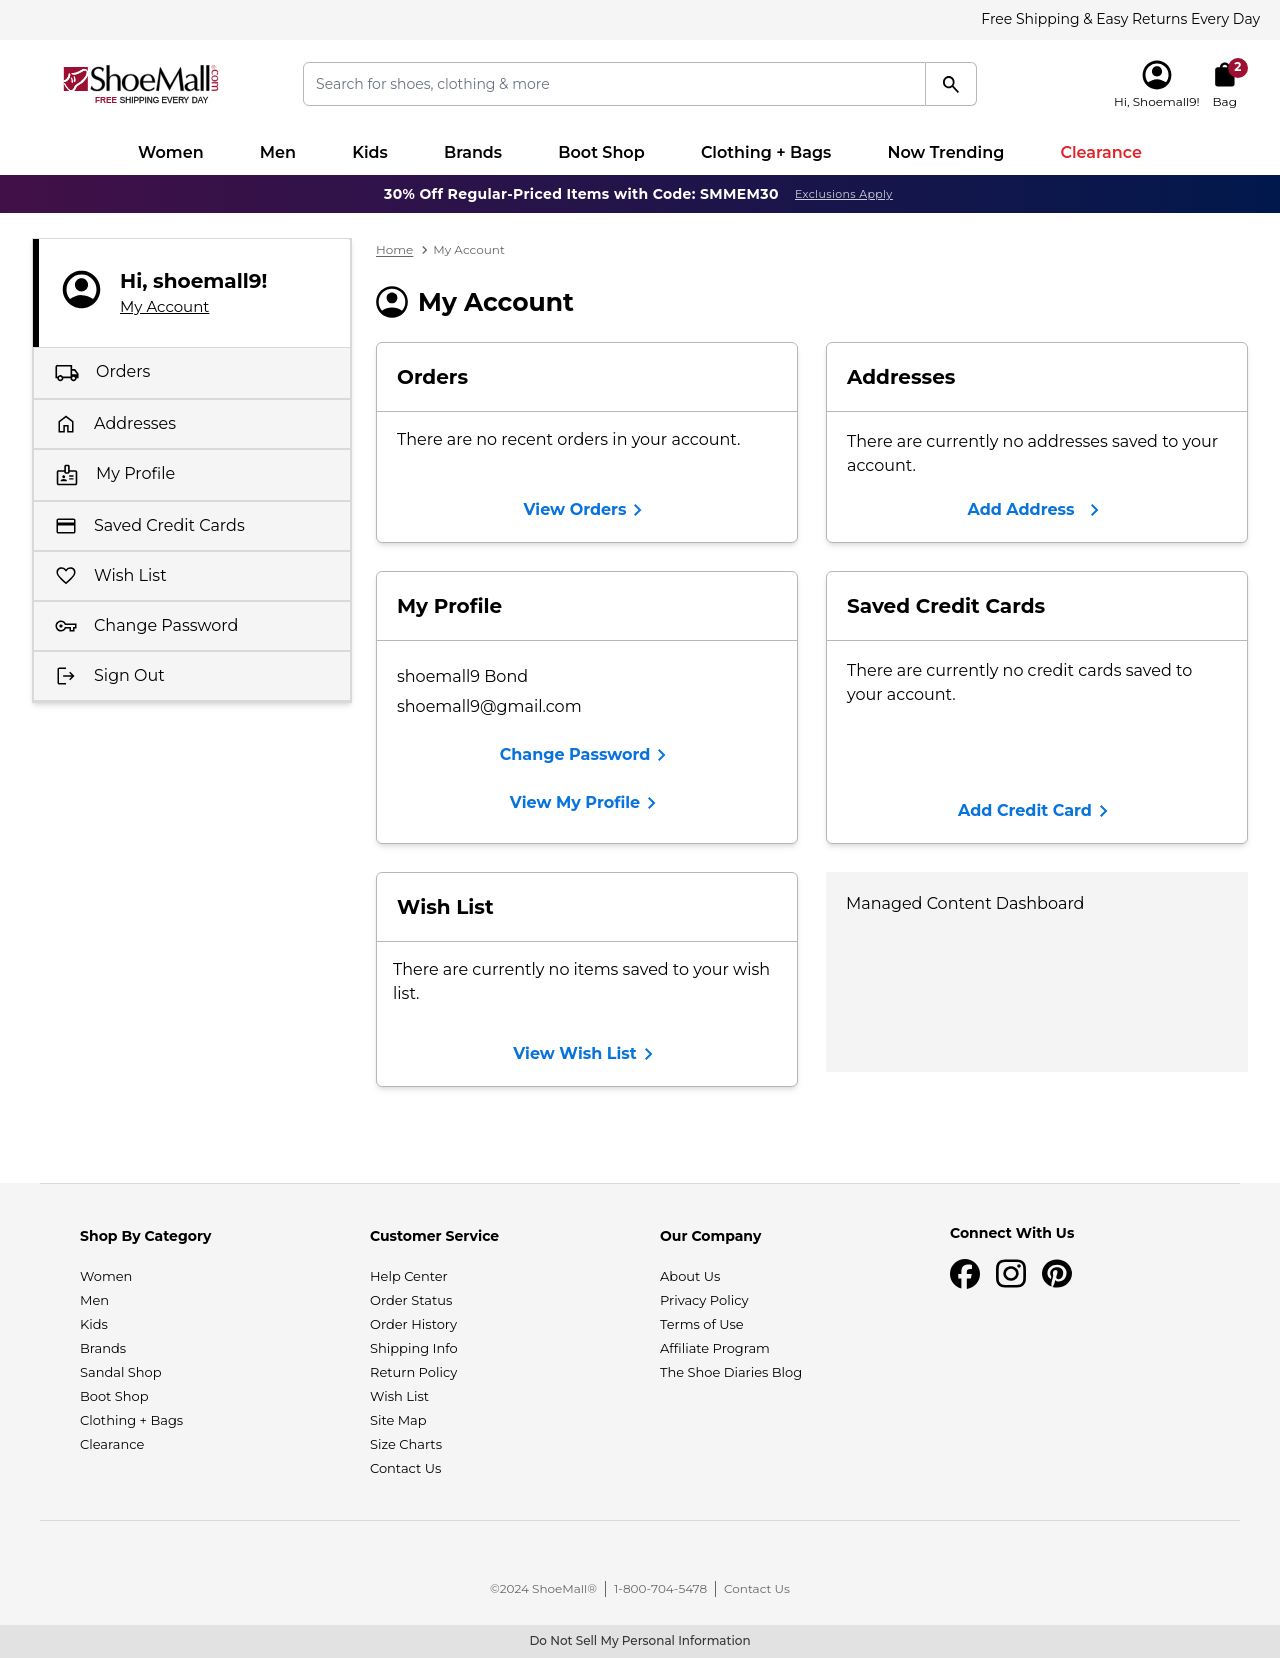 Free Shipping & Easy Returns Every Day
ShoeMall®.com
FREE SHIPPING EVERY DAY
Search for shoes, clothing & more
2
Hi, Shoemall9!
Bag
Women
Men
Kids
Brands
Boot Shop
Clothing + Bags
Now Trending
Clearance
30% Off Regular-Priced Items with Code: SMMEM30 Exclusions Apply
Hi, shoemall9!
My Account
Orders
Addresses
My Profile
Saved Credit Cards
Wish List
Change Password
Sign Out
Home
My Account
My Account
Orders
There are no recent orders in your account.
View Orders
Addresses
There are currently no addresses saved to your
account.
Add Address
My Profile
shoemall9 Bond
shoemall9@gmail.com
Change Password
View My Profile
Saved Credit Cards
There are currently no credit cards saved to
your account.
Add Credit Card
Wish List
There are currently no items saved to your wish
list.
View Wish List
Managed Content Dashboard
Shop By Category
Women
Men
Kids
Brands
Sandal Shop
Boot Shop
Clothing + Bags
Clearance
Customer Service
Help Center
Order Status
Order History
Shipping Info
Return Policy
Wish List
Site Map
Size Charts
Contact Us
Our Company
About Us
Privacy Policy
Terms of Use
Affiliate Program
The Shoe Diaries Blog
Connect With Us
©2024 ShoeMall® | 1-800-704-5478 | Contact Us
Do Not Sell My Personal Information